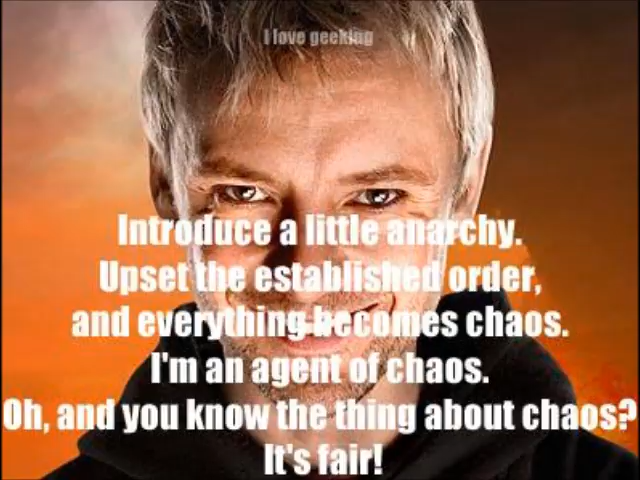 I love geeking
Introduce a little anarchy.
Upset the established order,
and everything becomes chaos.
I'm an agent of chaos.
Oh, and you know the thing about chaos?
It's fair!